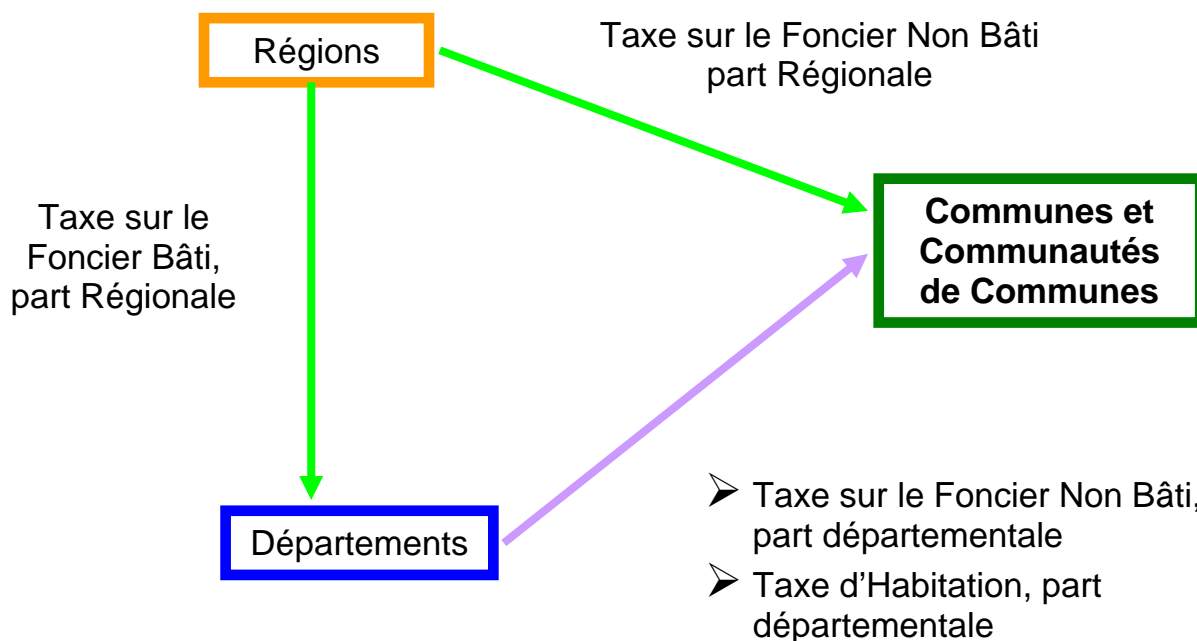 Régions
Taxe sur le Foncier Non Bâti
part Régionale
Taxe sur le
Foncier Bâti,
part Régionale
Communes et
Communautés
de Communes
Départements
➢ Taxe sur le Foncier Non Bâti,
part départementale
➢ Taxe d’Habitation, part
départementale